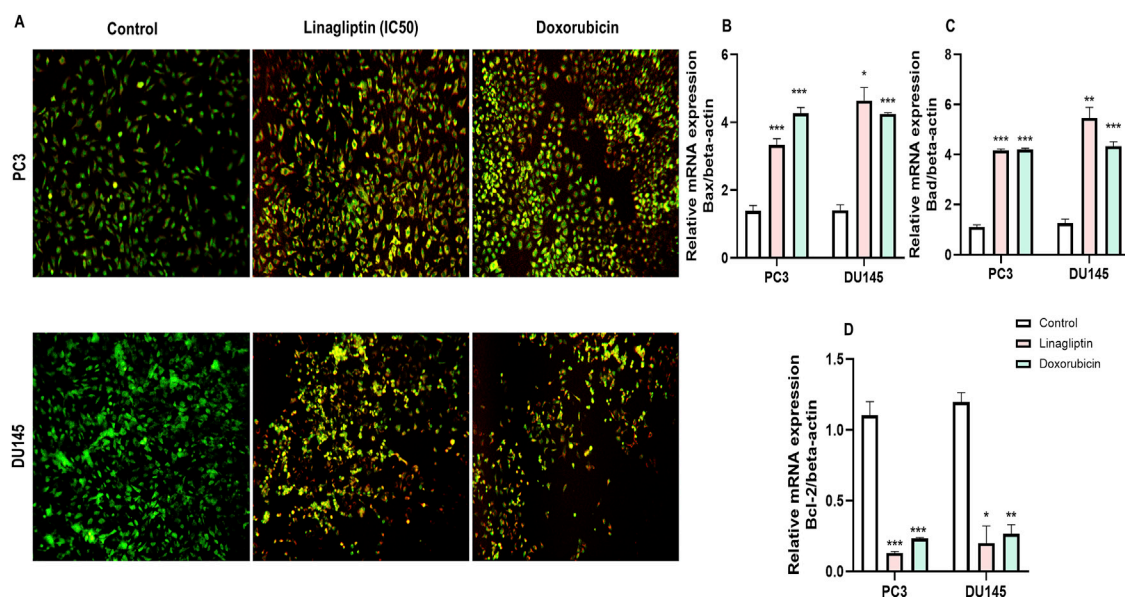 A
Control
Linagliptin (IC50)
Doxorubicin
PC3
DU145
B
Relative mRNA expression
Bax/beta-actin
6
4
2
0
***
***
*
***
PC3
DU145
C
Relative mRNA expression
Bad/beta-actin
8
6
4
2
0
***
***
**
***
PC3
DU145
Control
Linagliptin
Doxorubicin
D
Relative mRNA expression
Bcl-2/beta-actin
1.5
1.0
0.5
0.0
***
***
*
**
PC3
DU145